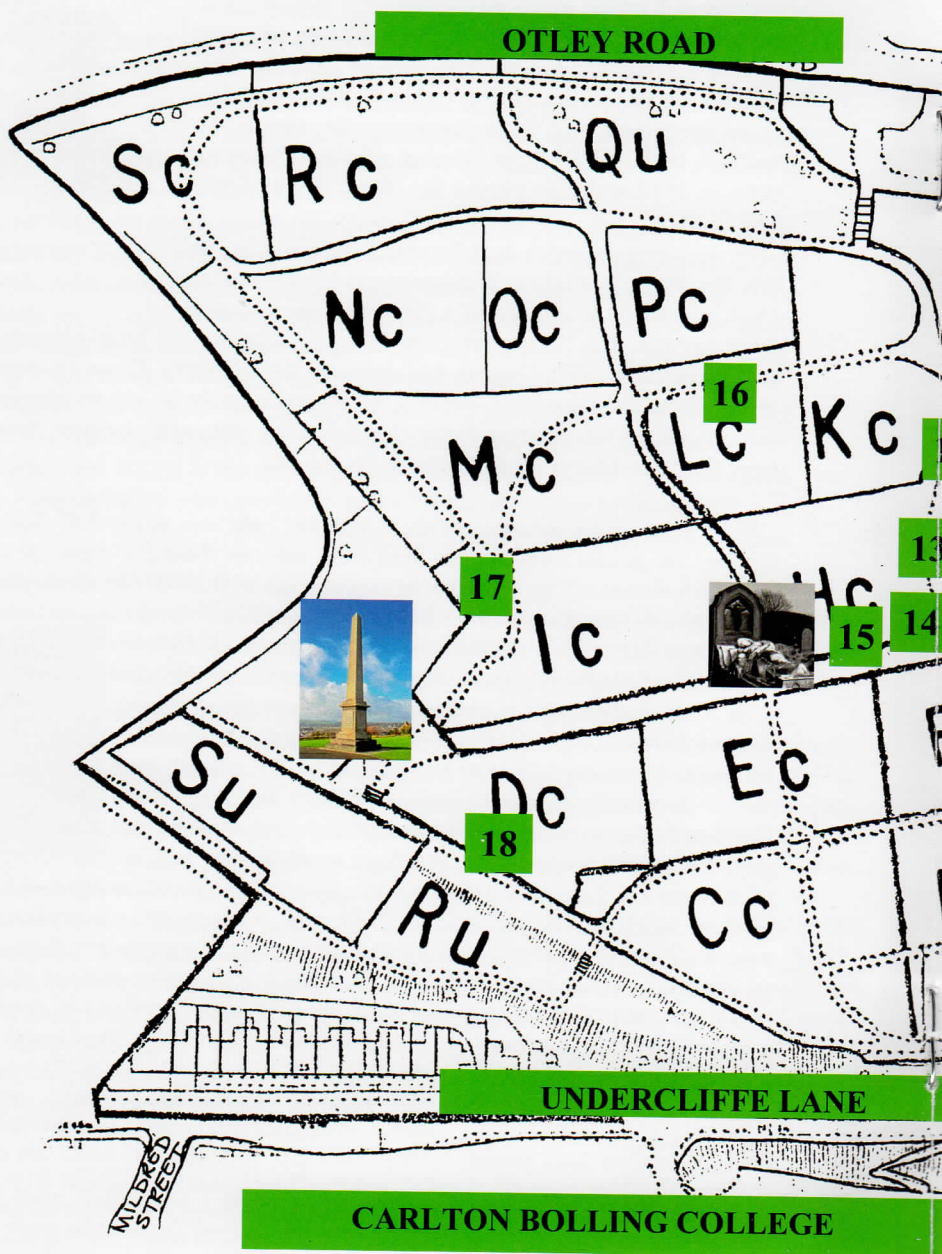 OTLEY ROAD
Sc
Rc
Qu
Nc
Oc
Pc
16
Mc
Lc
Kc
13
17
Ic
Hc
15
14
Su
Dc
Ec
18
Ru
Cc
UNDERCLIFFE LANE
MILDRED
STREET
CARLTON BOLLING COLLEGE